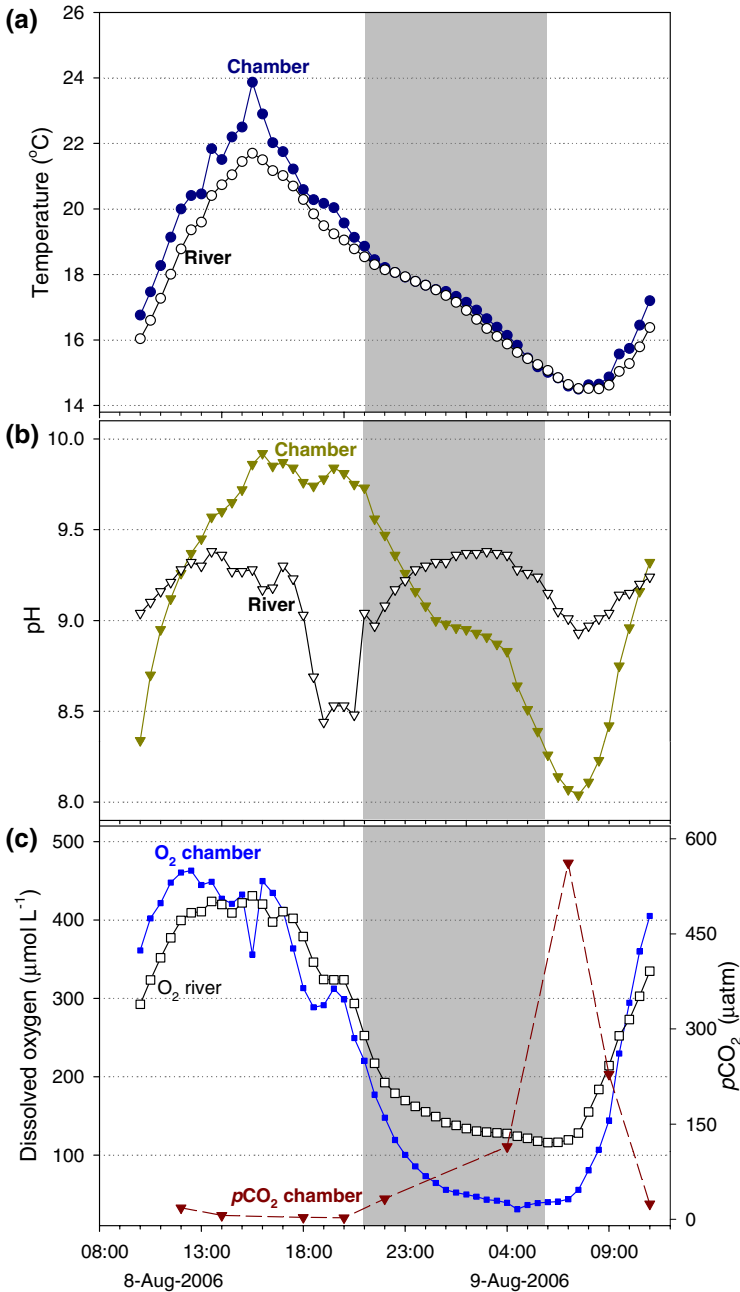 (a)
26
24
22
20
18
16
14
Temperature (°C)
Chamber
River
(b)
10.0
9.5
9.0
8.5
8.0
pH
Chamber
River
(c)
500
400
300
200
100
Dissolved oxygen (μmol L⁻¹)
O₂ chamber
O₂ river
pCO₂ chamber
600
450
300
150
0
pCO₂ (μatm)
08:00 13:00 18:00 23:00 04:00 09:00
8-Aug-2006 9-Aug-2006